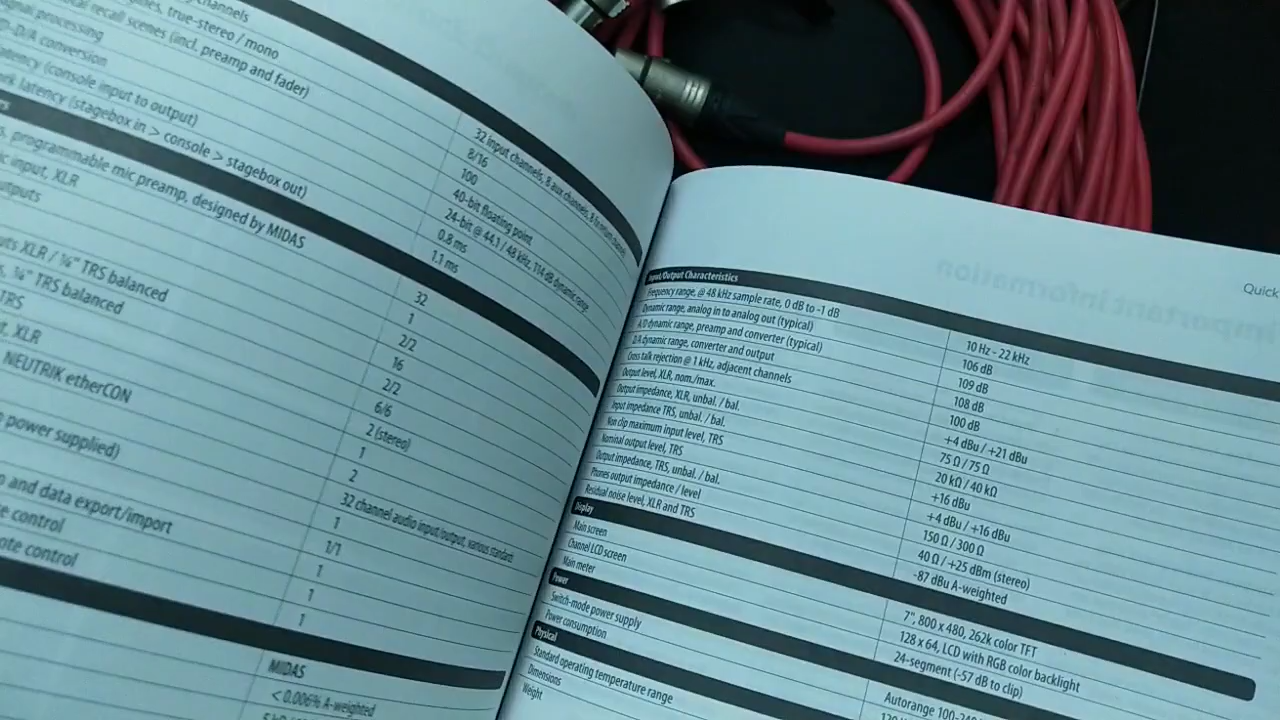 channels
true-stereo / mono
recall scenes (incl. preamp and fader)
processing
conversion
(console input to output)
latency (stagebox in > console > stagebox out)
32 input channels, 8 aux channels, 8 fx return channels
8/16
100
40-bit floating point
24-bit @ 44.1 / 48 kHz, 114 dB dynamic range
0.8 ms
1.1 ms
programmable mic preamp, designed by MIDAS 32
input, XLR 1
2/2
XLR / ¼" TRS balanced 16
¼" TRS balanced 2/2
TRS 6/6
XLR 2 (stereo)
NEUTRIK etherCON 1
2
power supplied) 32 channel audio input/output, various standards
1
and data export/import 1/1
control 1
control 1
1
MIDAS
< 0.006% A-weighted
Quick
Input/Output Characteristics
Frequency range, @ 48 kHz sample rate, 0 dB to -1 dB 10 Hz - 22 kHz
Dynamic range, analog in to analog out (typical) 106 dB
A/D dynamic range, preamp and converter (typical) 109 dB
D/A dynamic range, converter and output 108 dB
Cross talk rejection @ 1 kHz, adjacent channels 100 dB
Output level, XLR, nom./max. +4 dBu / +21 dBu
Output impedance, XLR, unbal. / bal. 75 Ω / 75 Ω
Input impedance TRS, unbal. / bal. 20 kΩ / 40 kΩ
Non clip maximum input level, TRS +16 dBu
Nominal output level, TRS +4 dBu / +16 dBu
Output impedance, TRS, unbal. / bal. 150 Ω / 300 Ω
Phones output impedance / level 40 Ω / +25 dBm (stereo)
Residual noise level, XLR and TRS -87 dBu A-weighted
Display
Main screen 7", 800 x 480, 262k color TFT
Channel LCD screen 128 x 64, LCD with RGB color backlight
Main meter 24-segment (-57 dB to clip)
Power
Switch-mode power supply Autorange 100-240
Power consumption
Physical
Standard operating temperature range
Dimensions
Weight